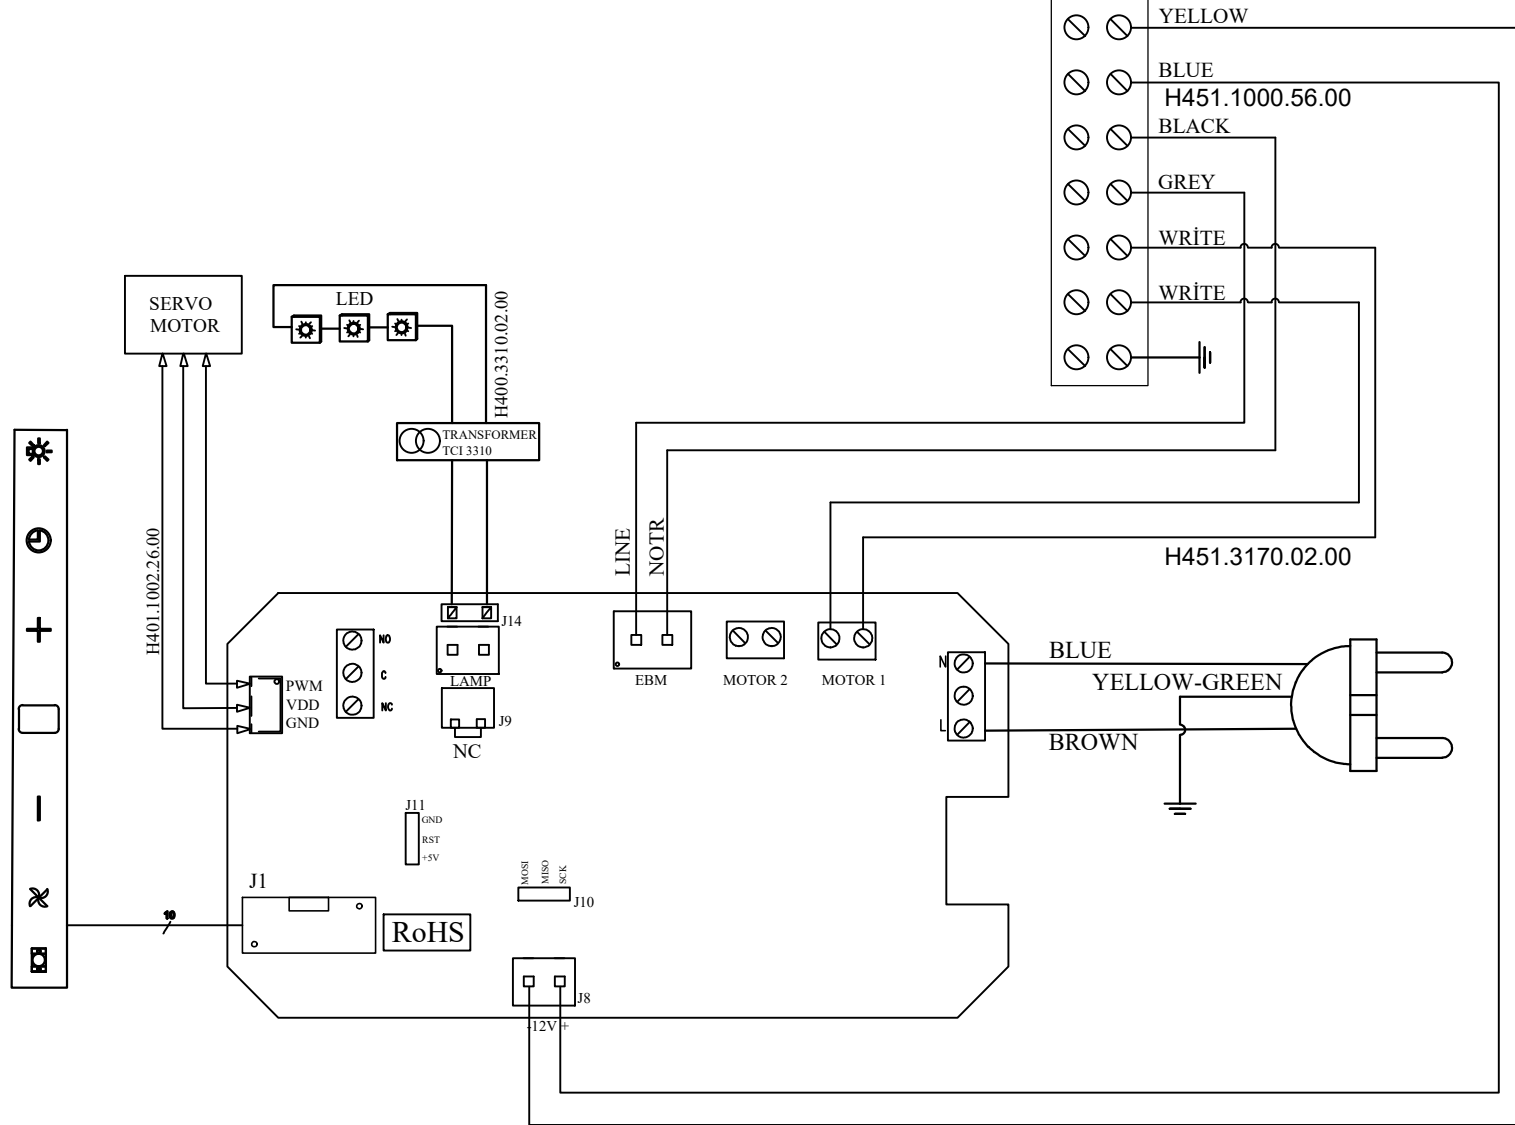 YELLOW
BLUE
H451.1000.56.00
BLACK
GREY
WRİTE
WRİTE
SERVO
MOTOR
LED
H400.3310.02.00
TRANSFORMER
TCI 3310
H401.1002.26.00
LINE
NOTR
H451.3170.02.00
J14
LAMP
J9
NC
NO
C
NC
PWM
VDD
GND
EBM
MOTOR 2
MOTOR 1
N
L
BLUE
YELLOW-GREEN
BROWN
J11
GND
RST
+5V
MOSI
MISO
SCK
J10
J1
10
RoHS
J8
-12V +